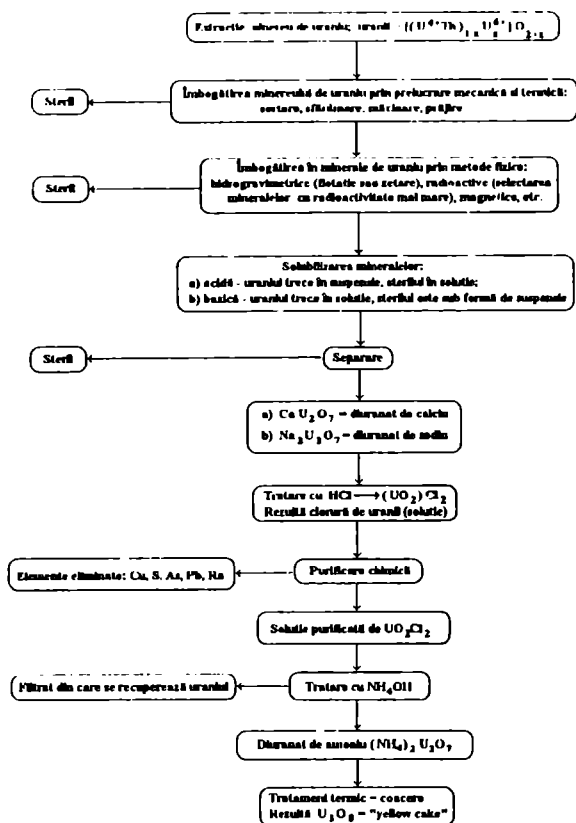 Extracție minereu de uraniu; uranil - [(U⁴⁺Th)₁₋ₓUₓ⁶⁺]O₂₊ₓ
Îmbogățirea minereului de uraniu prin prelucrare mecanică și termică:
sortare, sfărâmare, măcinare, prăjire
Steril
Îmbogățirea în minerale de uraniu prin metode fizice:
hidrogravimetrice (flotație sau zetare), radioactive (selectarea
mineralelor cu radioactivitate mai mare), magnetice, etc.
Steril
Solubilizarea mineralelor:
a) acidă - uraniul trece în suspensie, sterilul în soluție;
b) bazică - uraniul trece în soluție, sterilul este sub formă de suspensie
Steril
Separare
a) Ca U₂O₇ – diuranat de calciu
b) Na₂U₂O₇ – diuranat de sodiu
Tratare cu HCl → (UO₂)Cl₂
Rezultă clorură de uranil (soluție)
Elemente eliminate: Cu, S, As, Pb, Ra
Purificare chimică
Soluție purificată de UO₂Cl₂
Filtrat din care se recuperează uraniul
Tratare cu NH₄OH
Diuranat de amoniu (NH₄)₂ U₂O₇
Tratament termic – coacere
Rezultă U₃O₈ – "yellow cake"